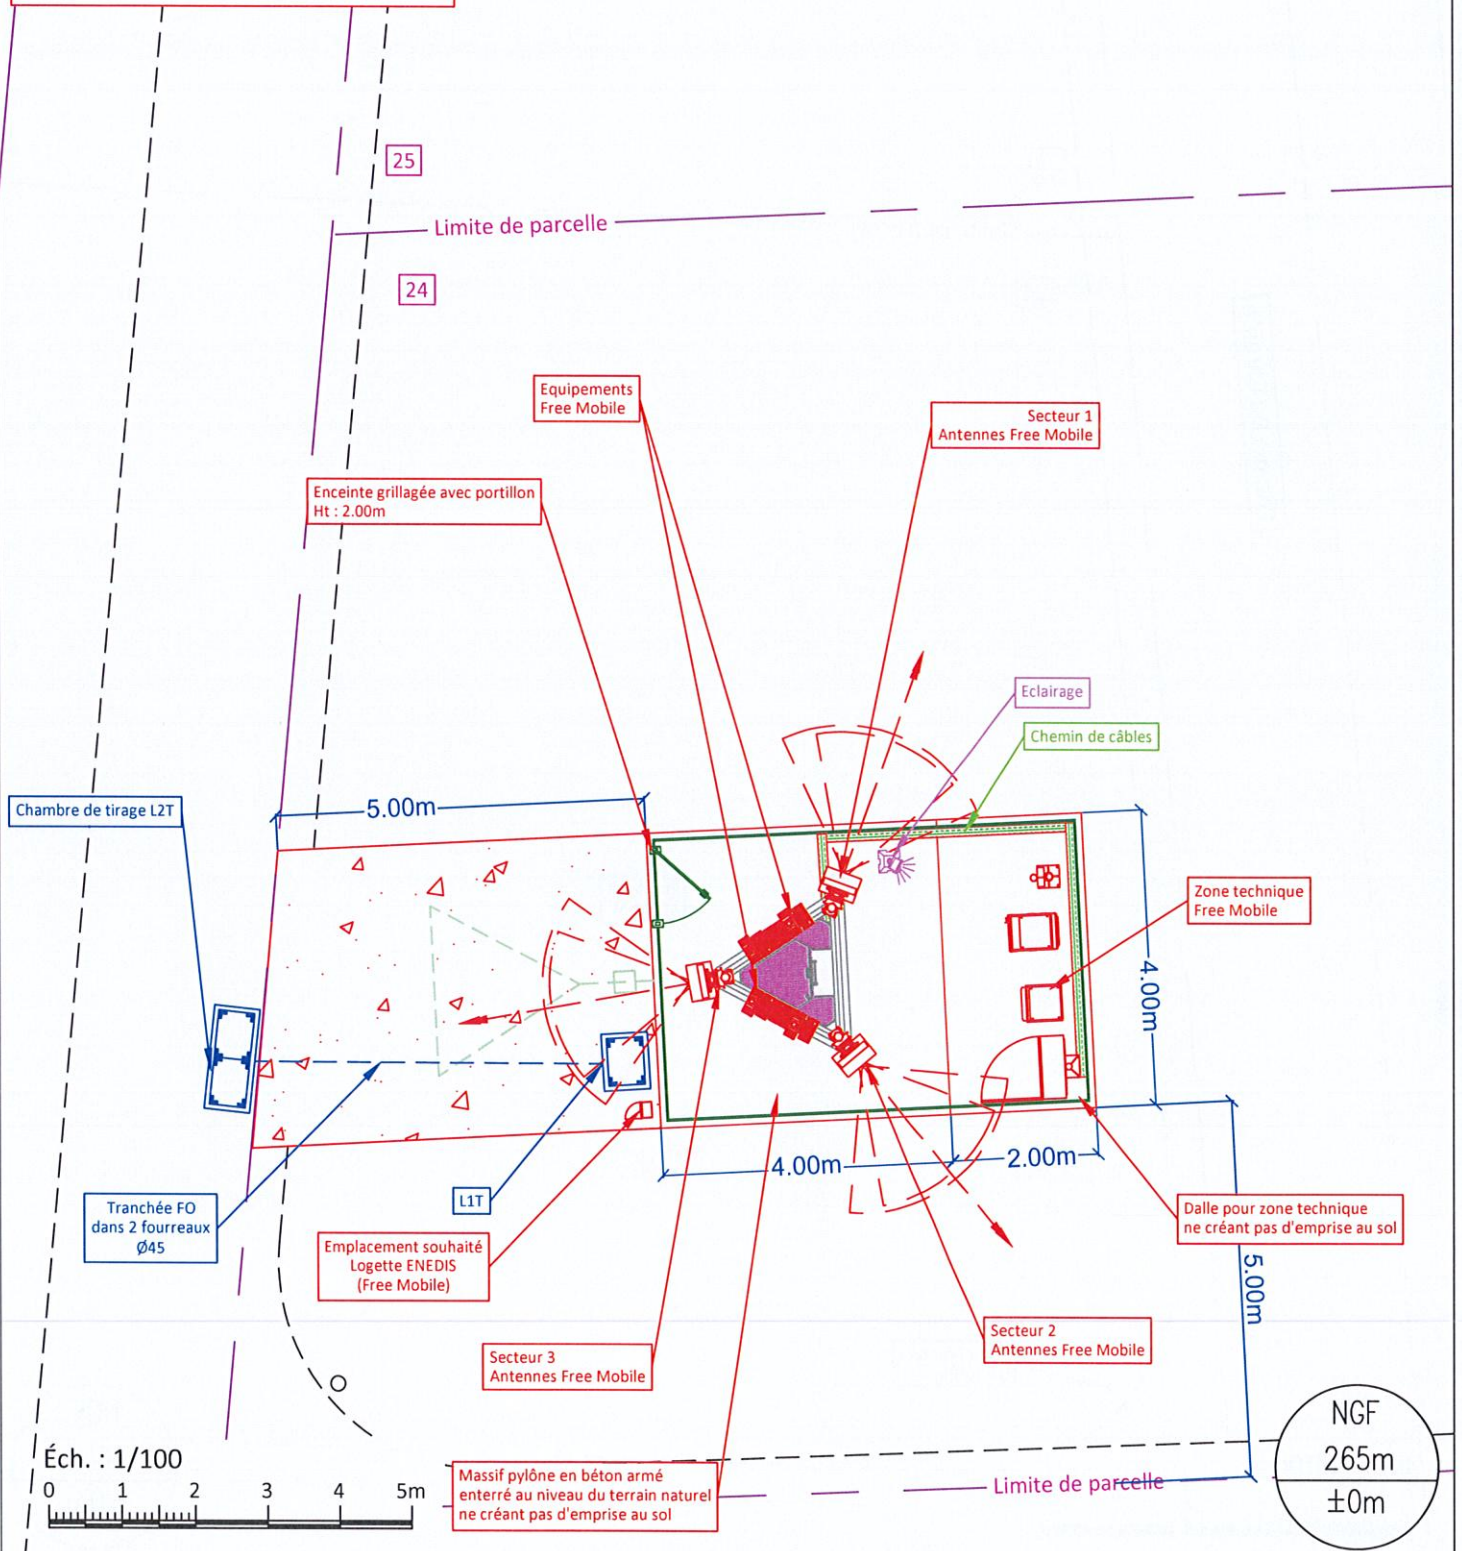 25
Limite de parcelle
24
Equipements
Free Mobile
Secteur 1
Antennes Free Mobile
Enceinte grillagée avec portillon
Ht : 2.00m
Eclairage
Chemin de câbles
Chambre de tirage L2T
5.00m
Zone technique
Free Mobile
4.00m
4.00m
2.00m
L1T
Tranchée FO
dans 2 fourreaux
Ø45
Emplacement souhaité
Logette ENEDIS
(Free Mobile)
Dalle pour zone technique
ne créant pas d'emprise au sol
5.00m
Secteur 2
Antennes Free Mobile
Secteur 3
Antennes Free Mobile
NGF
265m
±0m
Éch. : 1/100
0 1 2 3 4 5m
Massif pylône en béton armé
enterré au niveau du terrain naturel
ne créant pas d'emprise au sol
Limite de parcelle